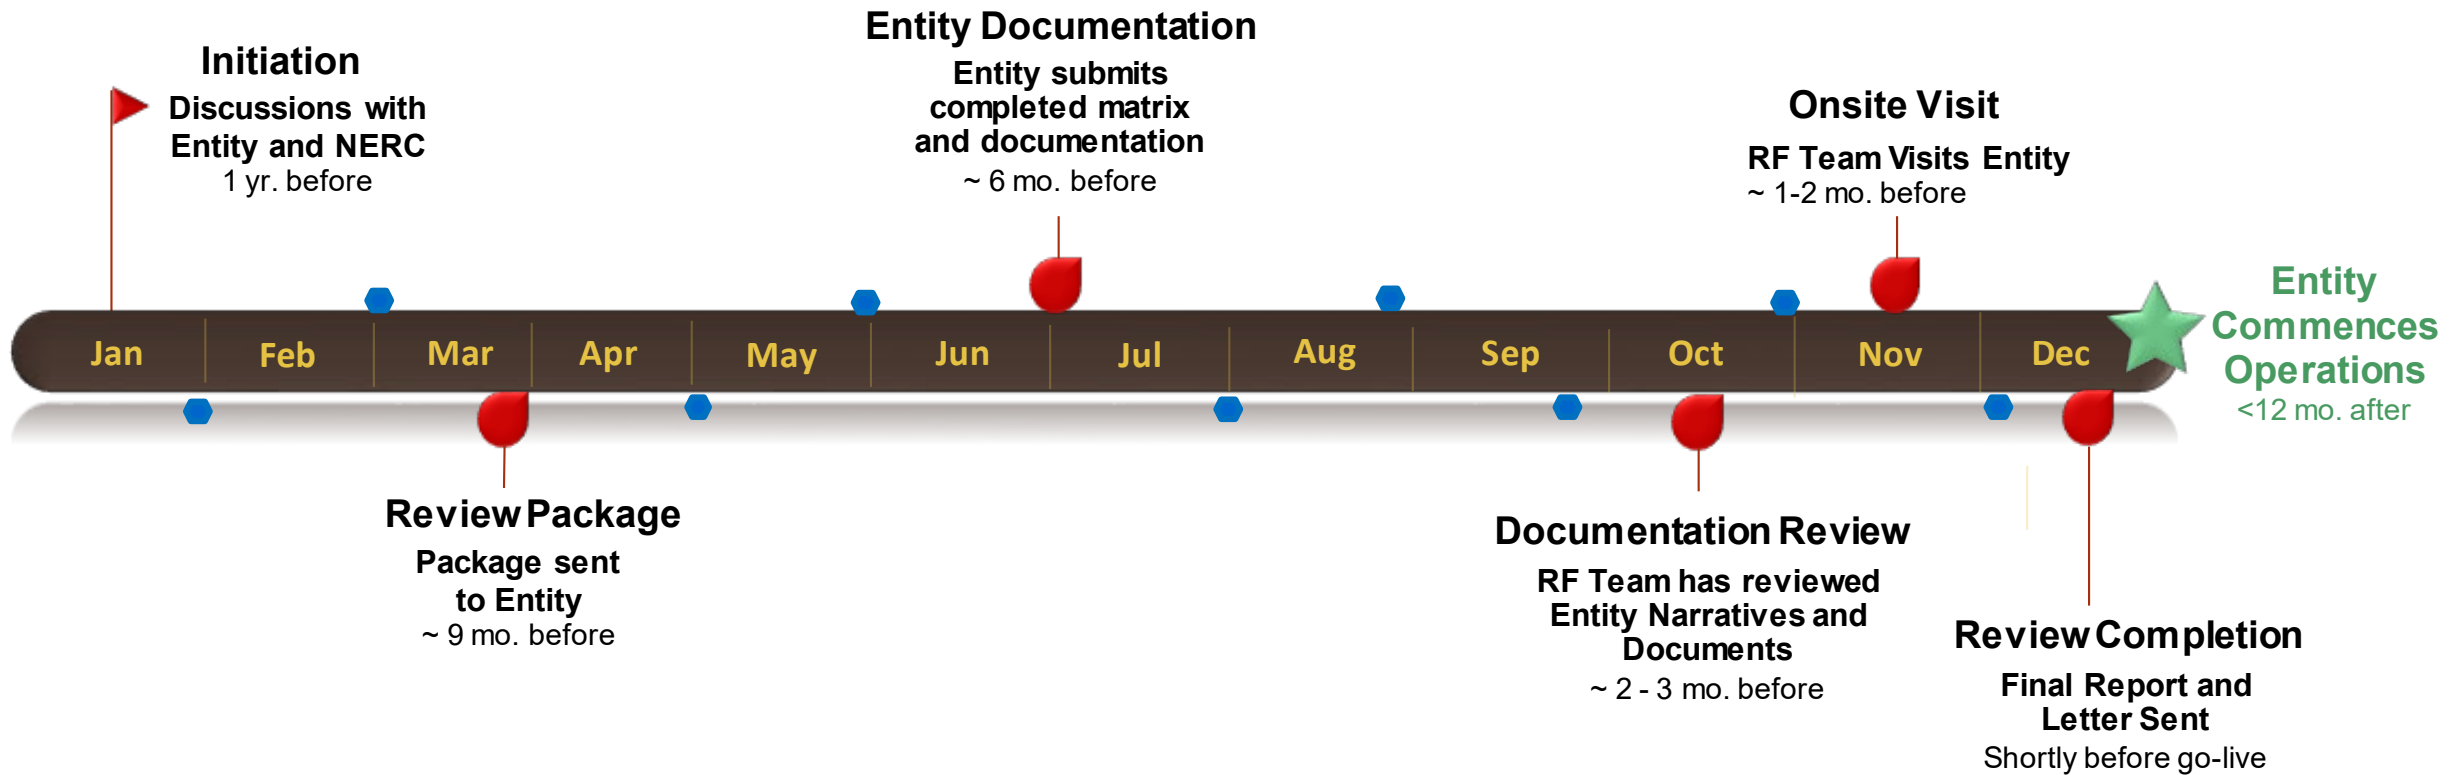 Initiation
Discussions with
Entity and NERC
1 yr. before
Entity Documentation
Entity submits
completed matrix
and documentation
~ 6 mo. before
Onsite Visit
RF Team Visits Entity
~ 1-2 mo. before
Jan Feb Mar Apr May Jun Jul Aug Sep Oct Nov Dec
Entity
Commences
Operations
<12 mo. after
Review Package
Package sent
to Entity
~ 9 mo. before
Documentation Review
RF Team has reviewed
Entity Narratives and
Documents
~ 2 - 3 mo. before
Review Completion
Final Report and
Letter Sent
Shortly before go-live